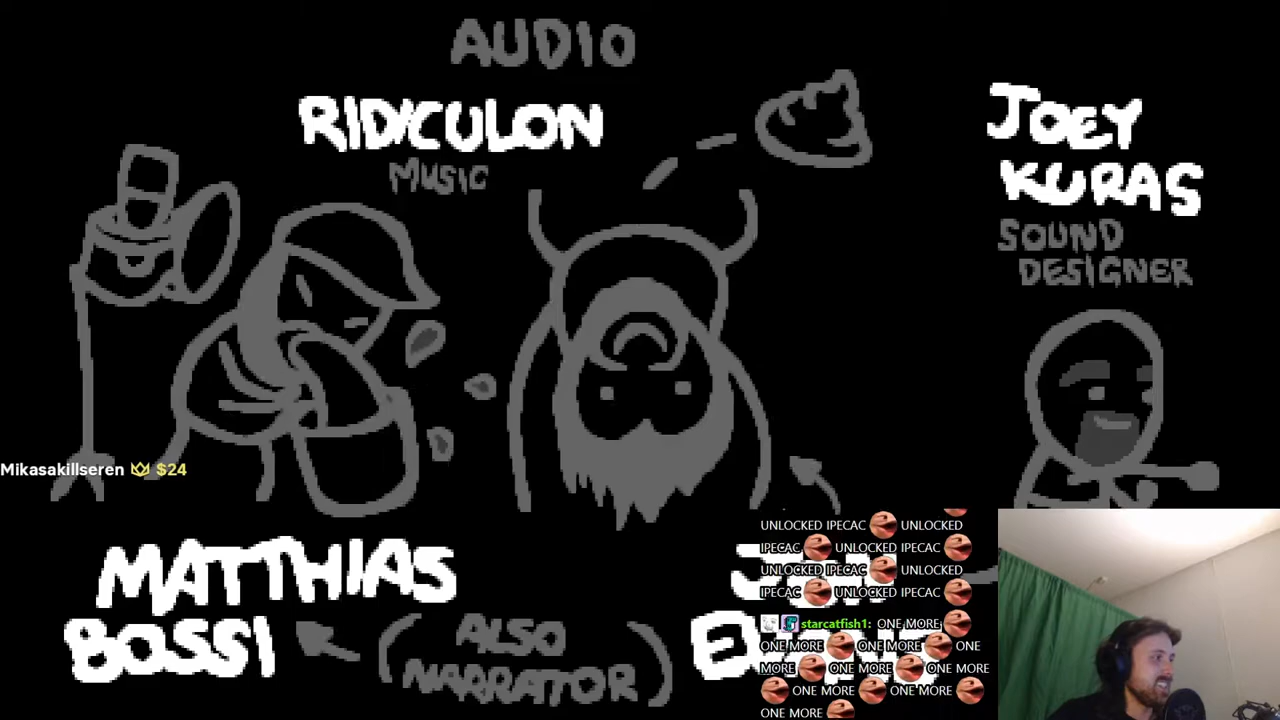 AUDIO
RIDICULON
MUSIC
JOEY
KURAS
SOUND
DESIGNER
Mikasakillseren $24
MATTHIAS
BOSSI
(ALSO
NARRATOR)
UNLOCKED IPECAC UNLOCKED
IPECAC UNLOCKED IPECAC
UNLOCKED IPECAC UNLOCKED
IPECAC UNLOCKED IPECAC
starcatfish1: ONE MORE
ONE MORE ONE MORE ONE
MORE ONE MORE ONE MORE
ONE MORE ONE MORE
ONE MORE